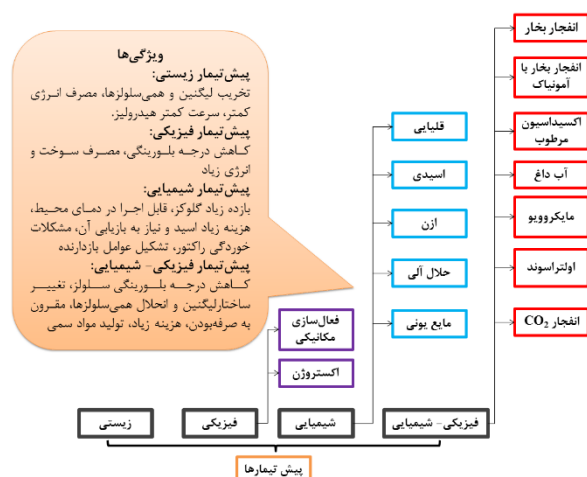 ویژگی‌ها
پیش‌تیمار زیستی:
تخریب لیگنین و همی‌سلولزها، مصرف انرژی
کمتر، سرعت کمتر هیدرولیز.
پیش‌تیمار فیزیکی:
کاهش درجه بلورینگی، مصرف سوخت و
انرژی زیاد
پیش‌تیمار شیمیایی:
بازده زیاد گلوکز، قابل اجرا در دمای محیط،
هزینه زیاد اسید و نیاز به بازیابی آن، مشکلات
خوردگی راکتور، تشکیل عوامل بازدارنده
پیش‌تیمار فیزیکی- شیمیایی:
کاهش درجه بلورینگی سلولز، تغییر
ساختارلیگنین و انحلال همی‌سلولزها، مقرون
به صرفه‌بودن، هزینه زیاد، تولید مواد سمی
انفجار بخار
انفجار بخار با
آمونیاک
اکسیداسیون
مرطوب
آب داغ
مایکروویو
اولتراسوند
انفجار CO₂
قلیایی
اسیدی
ازن
حلال آلی
مایع یونی
فعال‌سازی
مکانیکی
اکستروژن
فیزیکی- شیمیایی
شیمیایی
فیزیکی
زیستی
پیش تیمارها